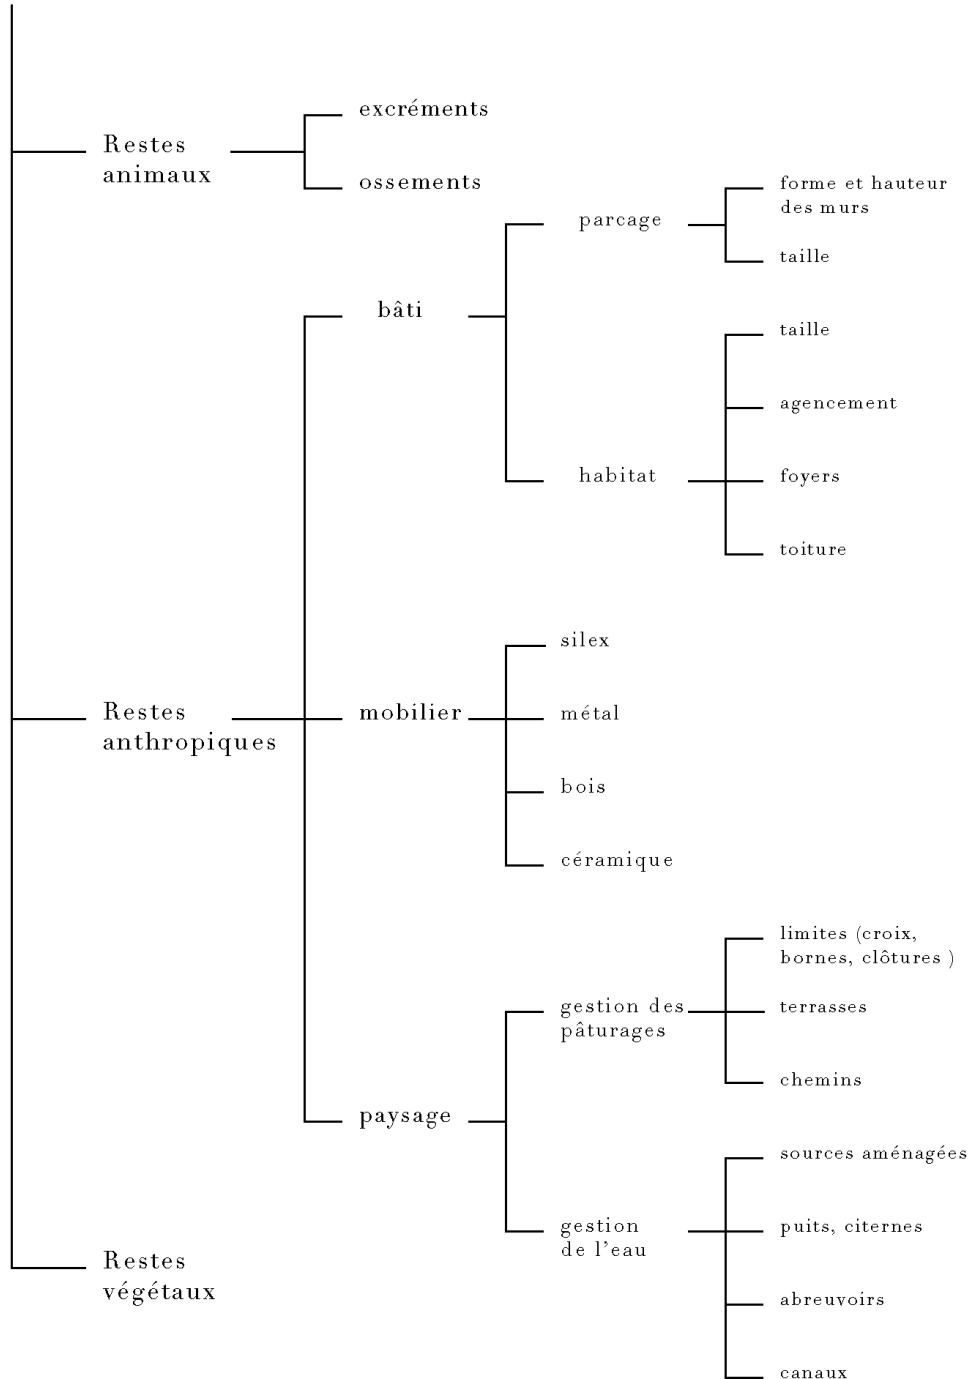 excréments
Restes
animaux
ossements
forme et hauteur
des murs
parcage
taille
bâti
taille
agencement
habitat
foyers
toiture
silex
Restes
anthropiques
mobilier
métal
bois
céramique
limites (croix,
bornes, clôtures )
gestion des
pâturages
terrasses
chemins
paysage
sources aménagées
gestion
de l’eau
puits, citernes
Restes
végétaux
abreuvoirs
canaux